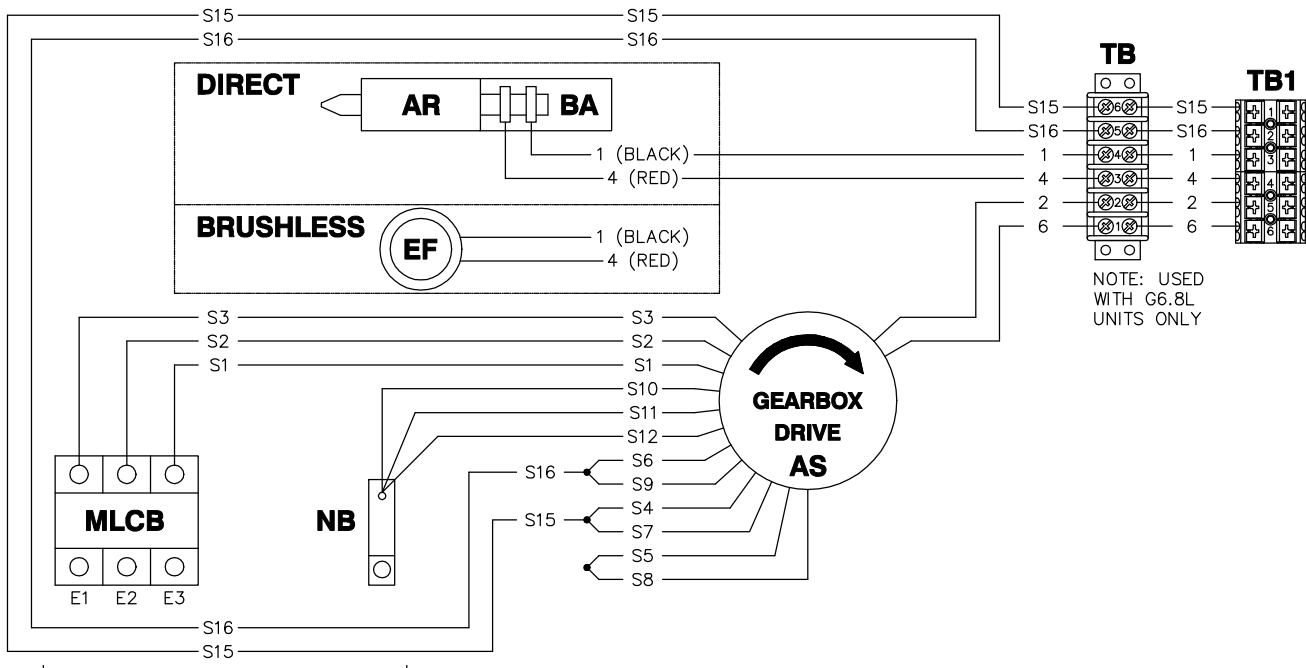 S15 S15
S16 S16
TB
TB1
DIRECT
AR BA
S15 6 S15 1
S16 5 S16 2
1 (BLACK) 1 4 1 3
4 (RED) 4 3 4 4
2 2 2 5
6 1 6 6
BRUSHLESS
EF
1 (BLACK)
4 (RED)
NOTE: USED
WITH G6.8L
UNITS ONLY
S3 S3
S2 S2
S1 S1
S10
S11
S12
GEARBOX
DRIVE
AS
S6
S16
S9
S4
S15
S7
S5
S8
MLCB
NB
E1 E2 E3
S16
S15